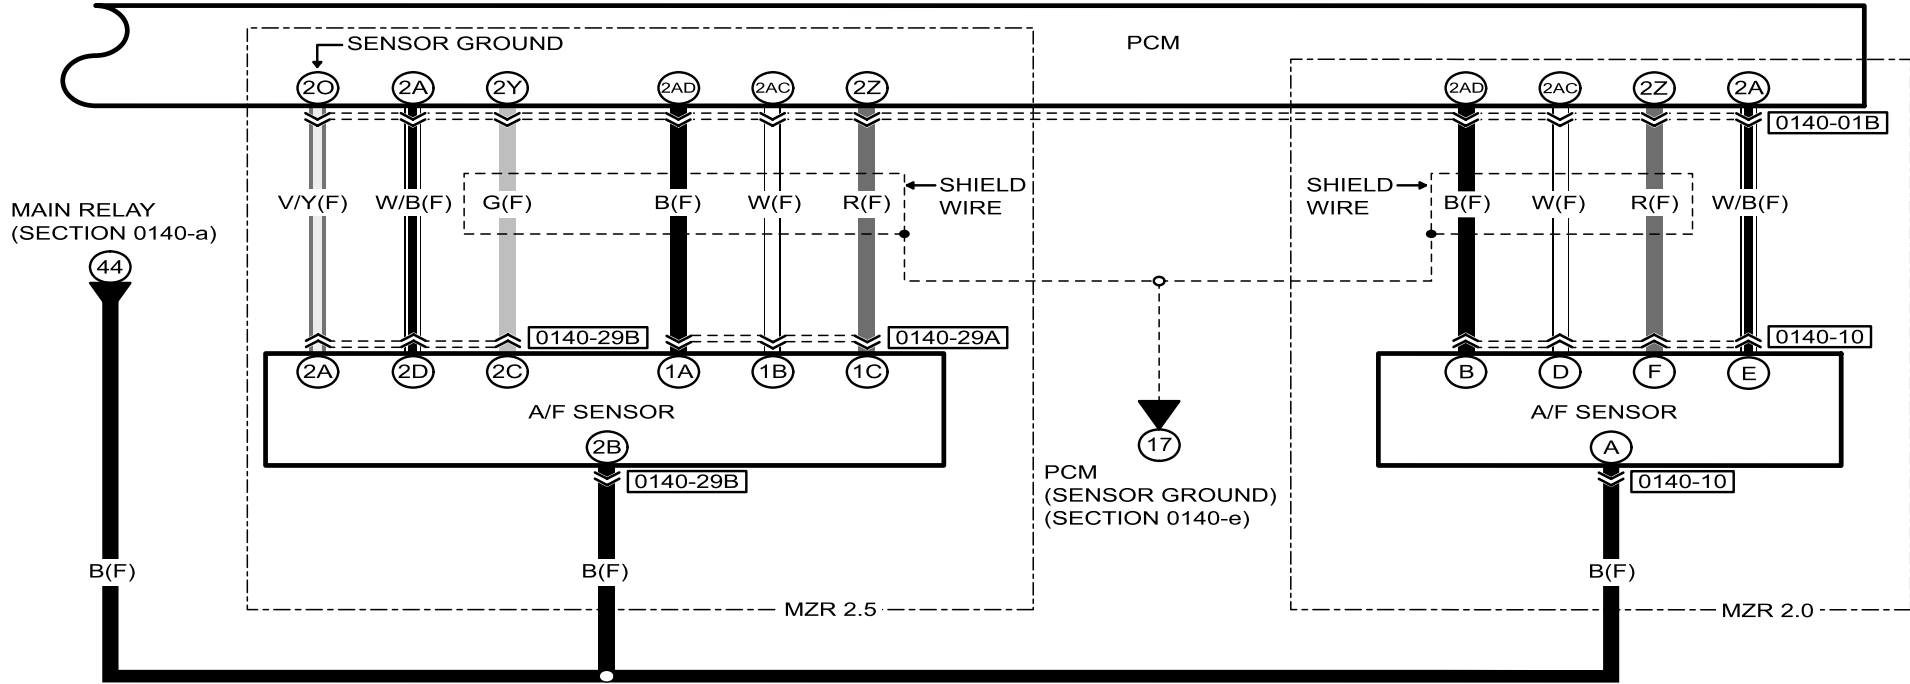 SENSOR GROUND
PCM
2O 2A 2Y 2AD 2AC 2Z
2AD 2AC 2Z 2A
0140-01B
SHIELD
WIRE
SHIELD
WIRE
V/Y(F) W/B(F) G(F) B(F) W(F) R(F)
B(F) W(F) R(F) W/B(F)
MAIN RELAY
(SECTION 0140-a)
44
0140-29B
0140-29A
0140-10
2A 2D 2C 1A 1B 1C
B D F E
A/F SENSOR
A/F SENSOR
2B
17
A
0140-29B
0140-10
PCM
(SENSOR GROUND)
(SECTION 0140-e)
B(F)
B(F)
B(F)
MZR 2.5
MZR 2.0